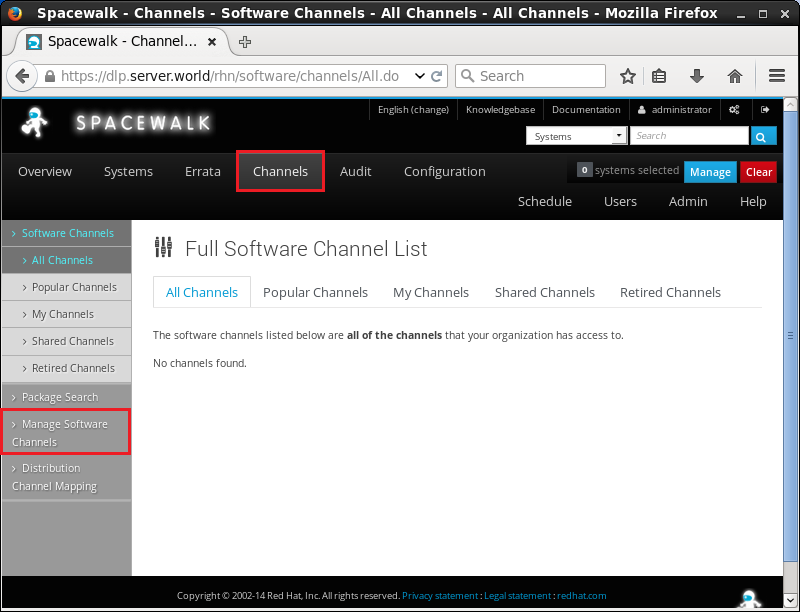 Spacewalk - Channels - Software Channels - All Channels - All Channels - Mozilla Firefox
Spacewalk - Channel...
https://dlp.server.world/rhn/software/channels/All.do
Search
English (change)
Knowledgebase
Documentation
administrator
SPACEWALK
Systems
Search
Overview
Systems
Errata
Channels
Audit
Configuration
0 systems selected
Manage
Clear
Schedule
Users
Admin
Help
Software Channels
All Channels
Popular Channels
My Channels
Shared Channels
Retired Channels
Package Search
Manage Software
Channels
Distribution
Channel Mapping
Full Software Channel List
All Channels
Popular Channels
My Channels
Shared Channels
Retired Channels
The software channels listed below are all of the channels that your organization has access to.
No channels found.
Copyright © 2002-14 Red Hat, Inc. All rights reserved. Privacy statement : Legal statement : redhat.com